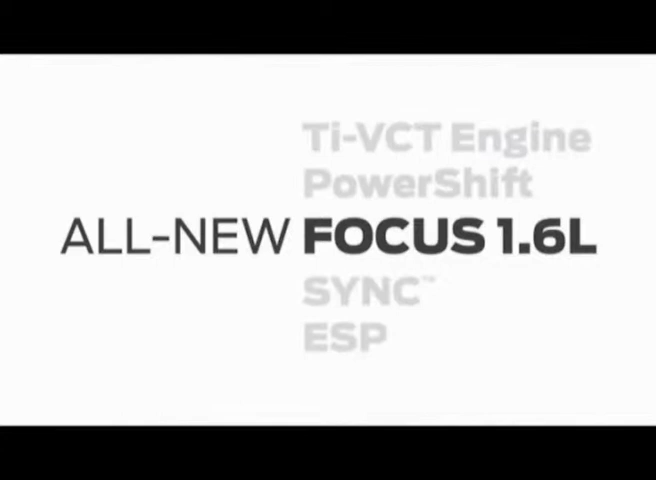 Ti-VCT Engine
PowerShift
ALL-NEW FOCUS 1.6L
SYNC™
ESP